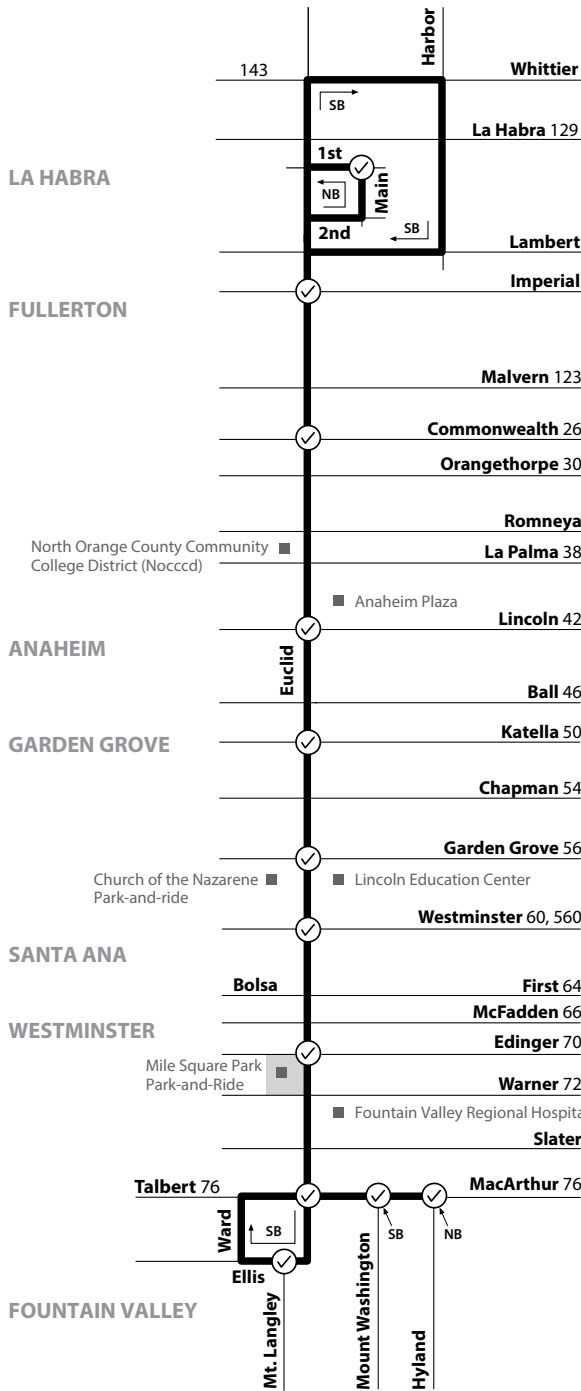 Harbor
143
Whittier
SB
La Habra 129
1st
LA HABRA
NB
Main
2nd
SB
Lambert
Imperial
FULLERTON
Malvern 123
Commonwealth 26
Orangethorpe 30
Romneya
North Orange County Community
College District (Nocccd)
La Palma 38
Anaheim Plaza
Lincoln 42
ANAHEIM
Euclid
Ball 46
Katella 50
GARDEN GROVE
Chapman 54
Garden Grove 56
Church of the Nazarene
Park-and-ride
Lincoln Education Center
Westminster 60, 560
SANTA ANA
Bolsa
First 64
McFadden 66
WESTMINSTER
Edinger 70
Mile Square Park
Park-and-Ride
Warner 72
Fountain Valley Regional Hospita
Slater
Talbert 76
MacArthur 76
Ward
SB
SB
NB
Ellis
FOUNTAIN VALLEY
Mt. Langley
Mount Washington
Hyland